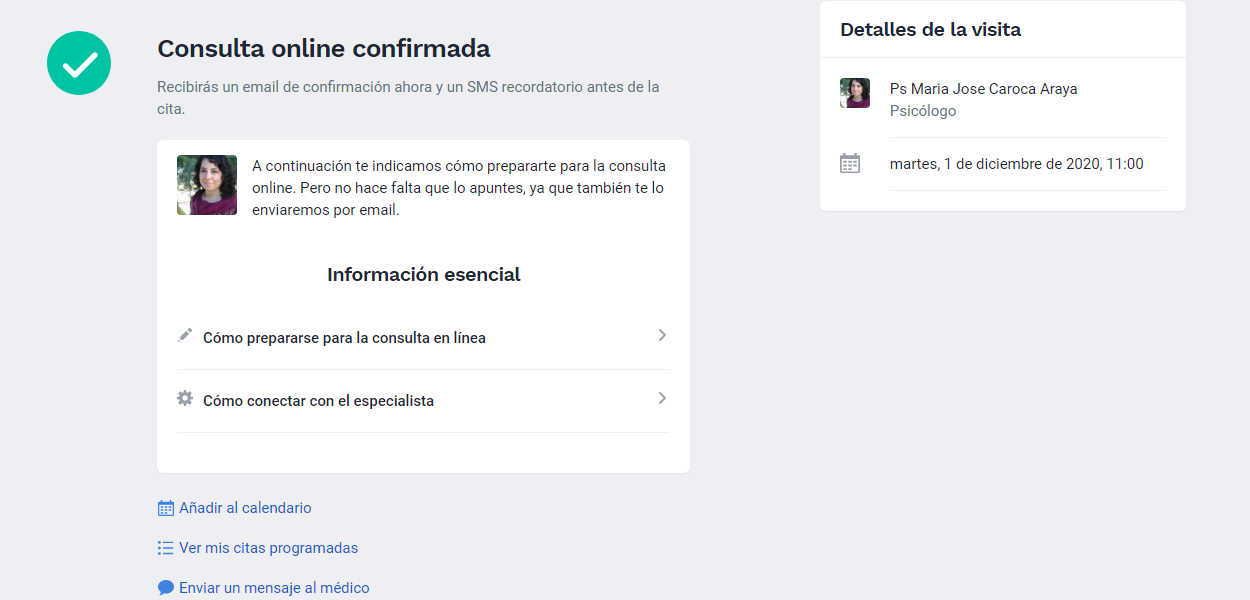 Consulta online confirmada
Recibirás un email de confirmación ahora y un SMS recordatorio antes de la
cita.
A continuación te indicamos cómo prepararte para la consulta
online. Pero no hace falta que lo apuntes, ya que también te lo
enviaremos por email.
Información esencial
Cómo prepararse para la consulta en línea
Cómo conectar con el especialista
Añadir al calendario
Ver mis citas programadas
Enviar un mensaje al médico
Detalles de la visita
Ps Maria Jose Caroca Araya
Psicólogo
martes, 1 de diciembre de 2020, 11:00